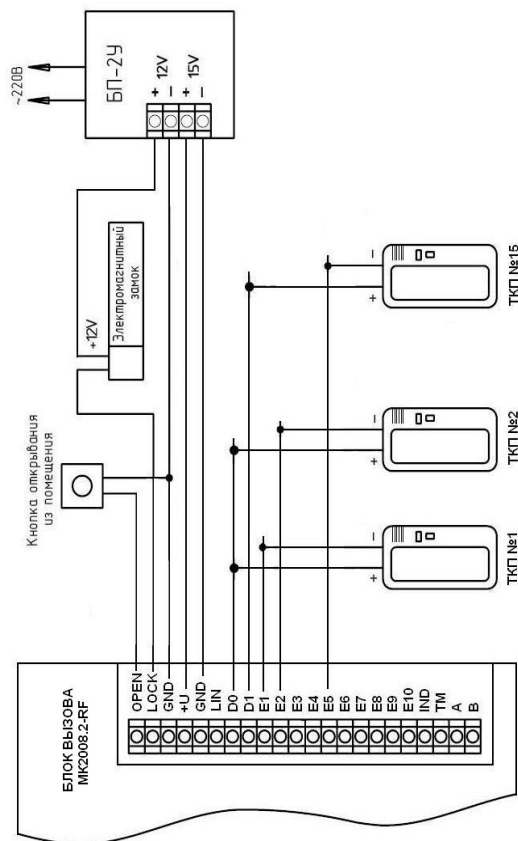 ~220В
БП-2У
+
12V
−
+
15V
−
+12V
Электромагнитный
замок
Кнопка открывания
из помещения
БЛОК ВЫЗОВА
МК2008.2-RF
OPEN
LOCK
GND
+U
GND
LIN
D0
D1
E1
E2
E3
E4
E5
E6
E7
E8
E9
E10
IND
TM
A
B
+
−
ТКП №1
+
−
ТКП №2
+
−
ТКП №15